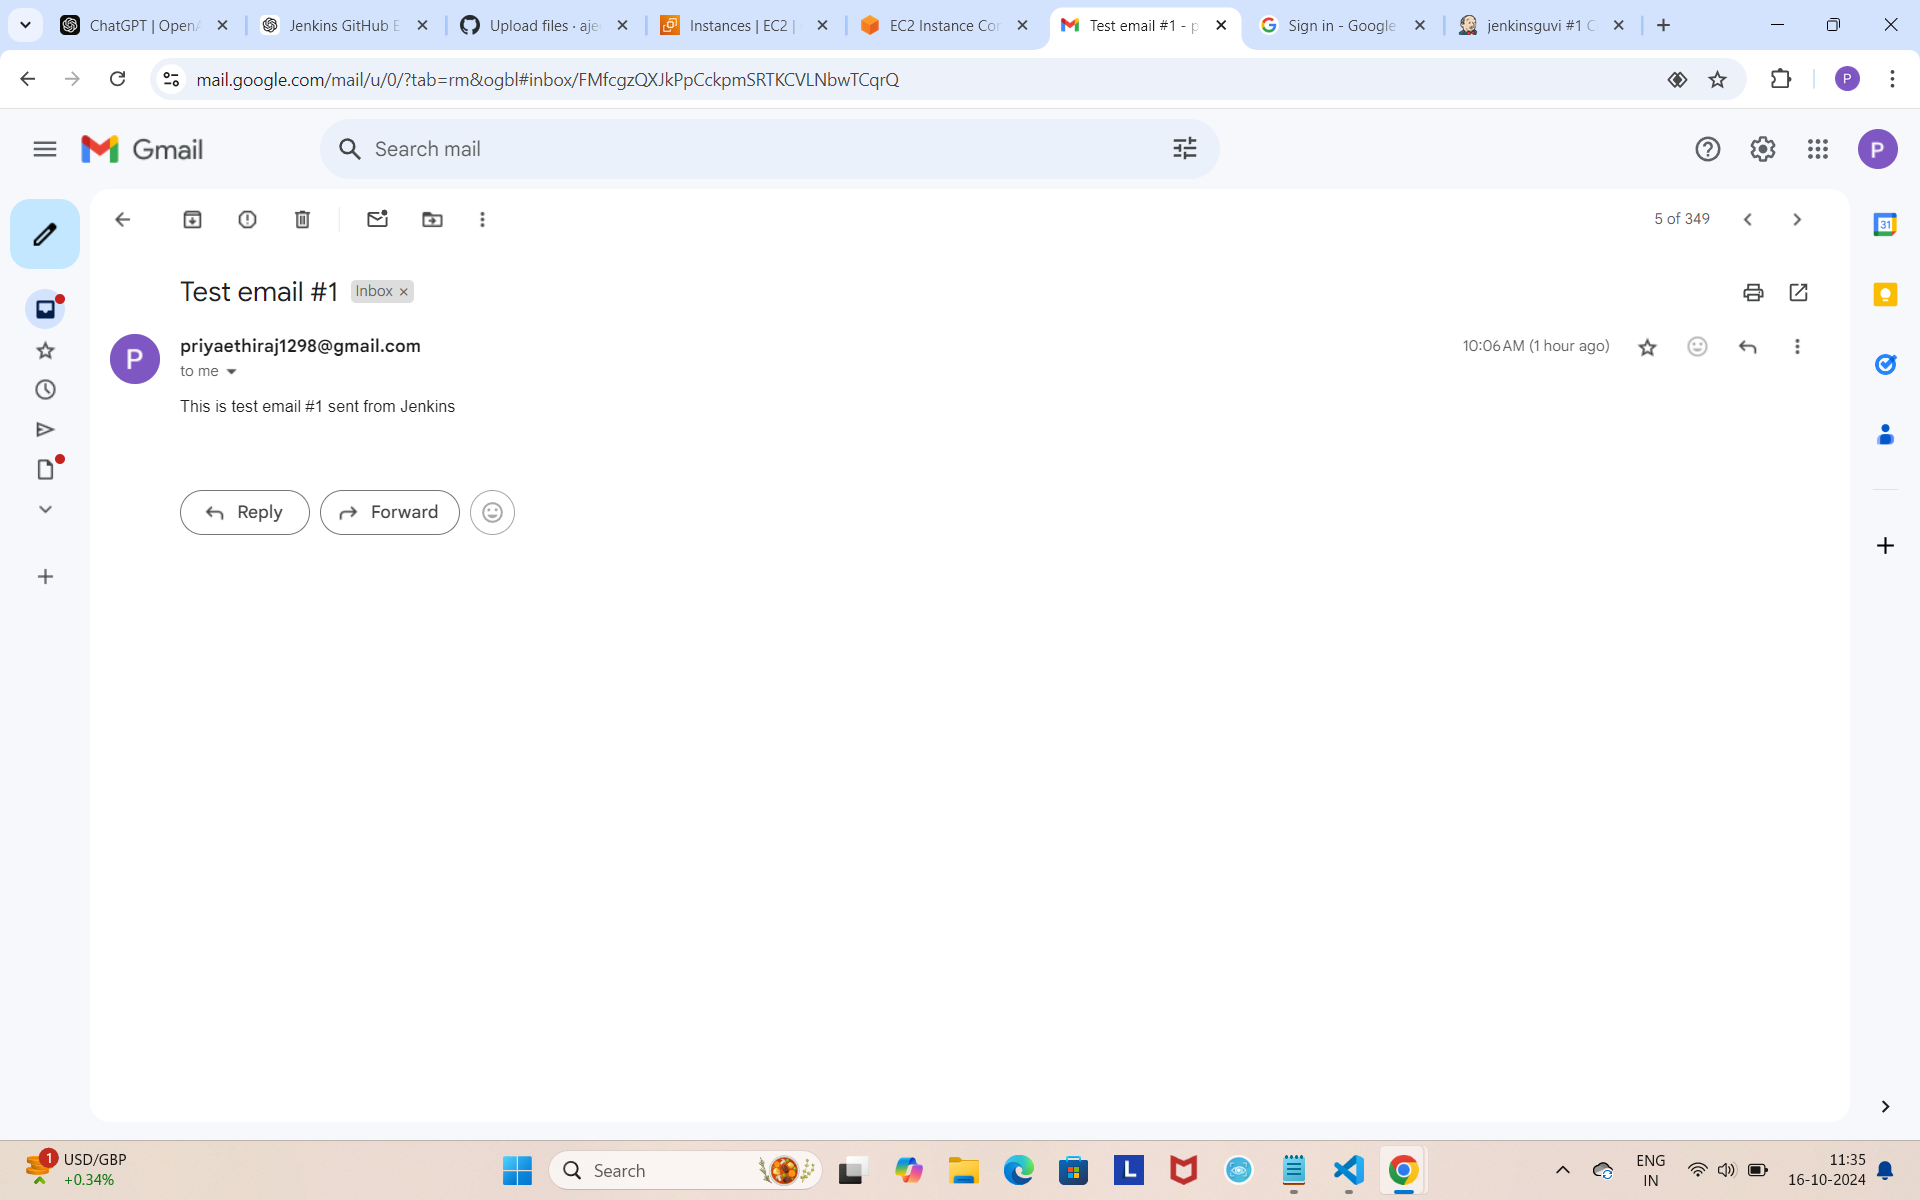 ChatGPT | OpenA
Jenkins GitHub E
Upload files · aje
Instances | EC2 |
EC2 Instance Con
Test email #1 - p
Sign in - Google
jenkinsguvi #1 C
mail.google.com/mail/u/0/?tab=rm&ogbl#inbox/FMfcgzQXJkPpCckpmSRTKCVLNbwTCqrQ
P
Gmail
Search mail
P
5 of 349
31
Test email #1
Inbox ×
P
priyaethiraj1298@gmail.com
10:06 AM (1 hour ago)
to me
This is test email #1 sent from Jenkins
Reply
Forward
1
USD/GBP
+0.34%
Search
L
ENG
IN
11:35
16-10-2024